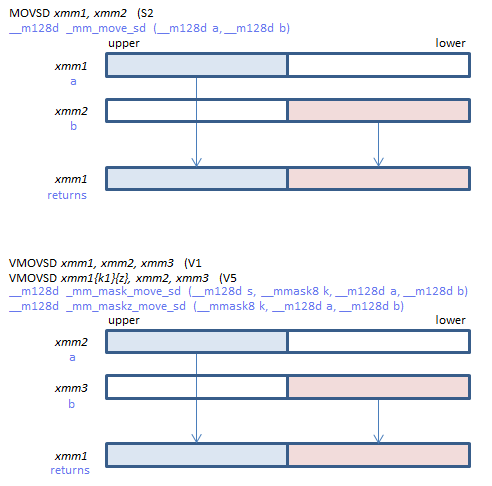 MOVSD xmm1, xmm2 (S2
__m128d _mm_move_sd (__m128d a, __m128d b)
upper lower
xmm1
a
xmm2
b
xmm1
returns
VMOVSD xmm1, xmm2, xmm3 (V1
VMOVSD xmm1{k1}{z}, xmm2, xmm3 (V5
__m128d _mm_mask_move_sd (__m128d s, __mmask8 k, __m128d a, __m128d b)
__m128d _mm_maskz_move_sd (__mmask8 k, __m128d a, __m128d b)
upper lower
xmm2
a
xmm3
b
xmm1
returns